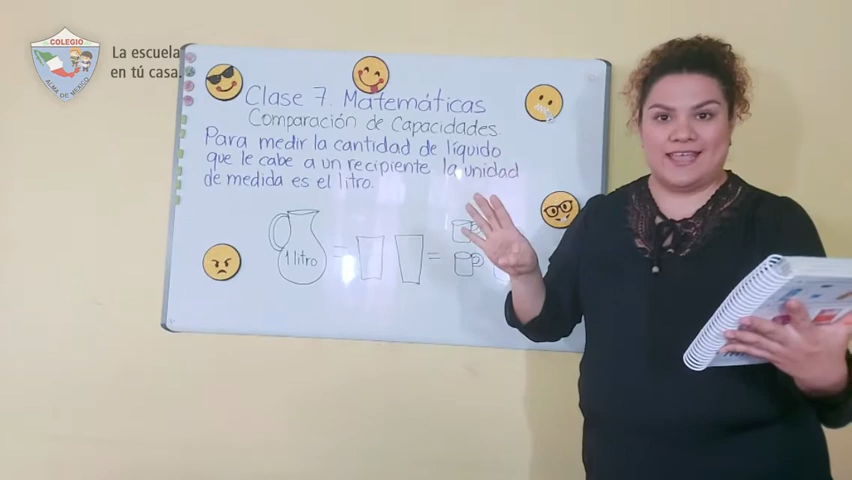 COLEGIO
ALMA DE MÉXICO
La escuela
en tú casa.
Clase 7. Matemáticas
Comparación de Capacidades.
Para medir la cantidad de líquido
que le cabe a un recipiente la unidad
de medida es el litro.
1 litro = =